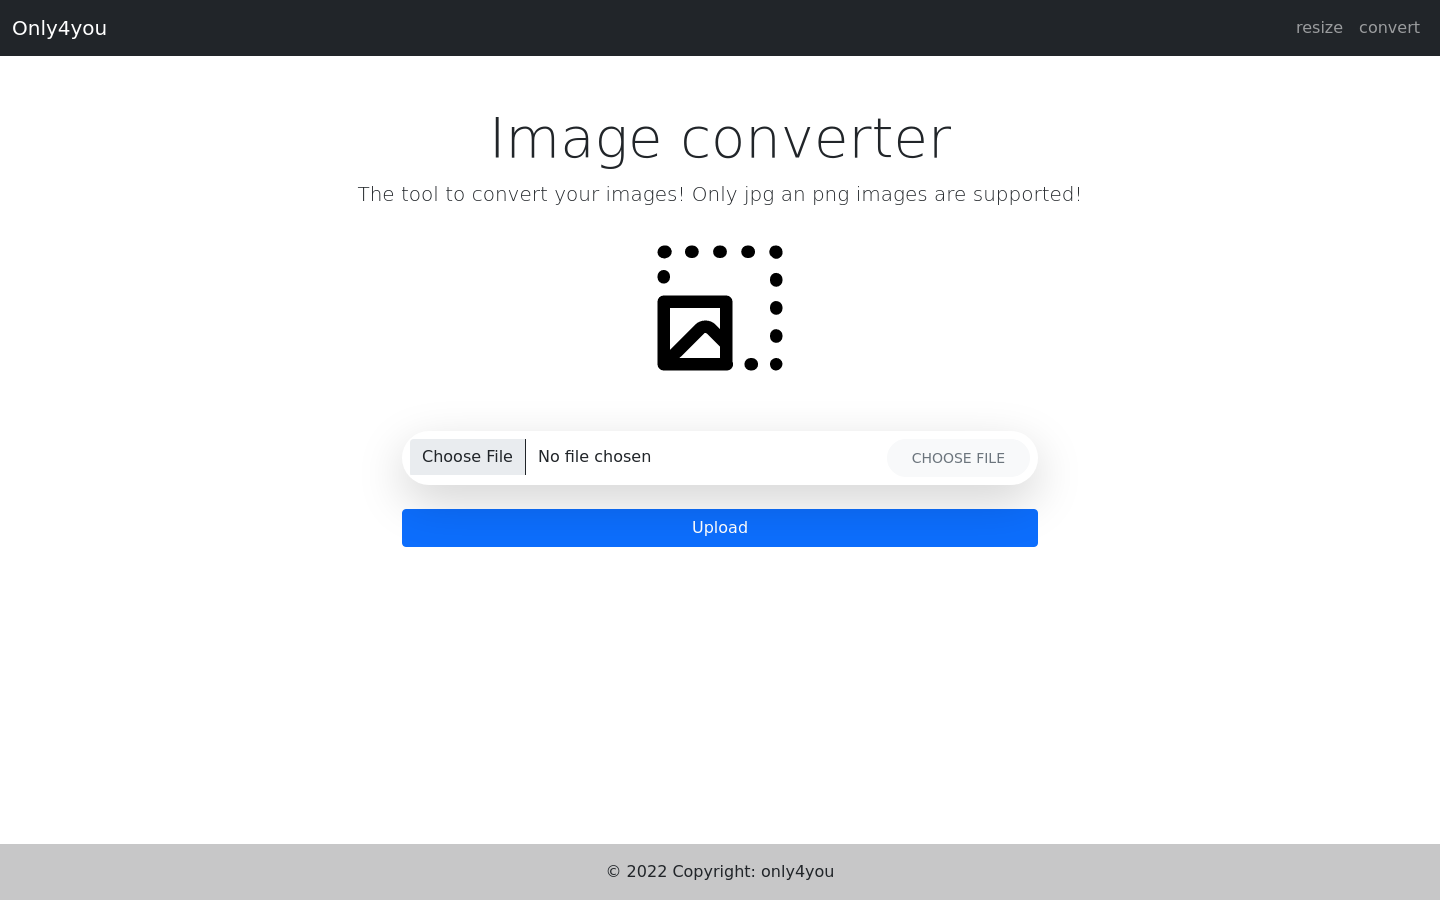 Only4you
resize convert
Image converter
The tool to convert your images! Only jpg an png images are supported!
Choose File No file chosen CHOOSE FILE
Upload
© 2022 Copyright: only4you